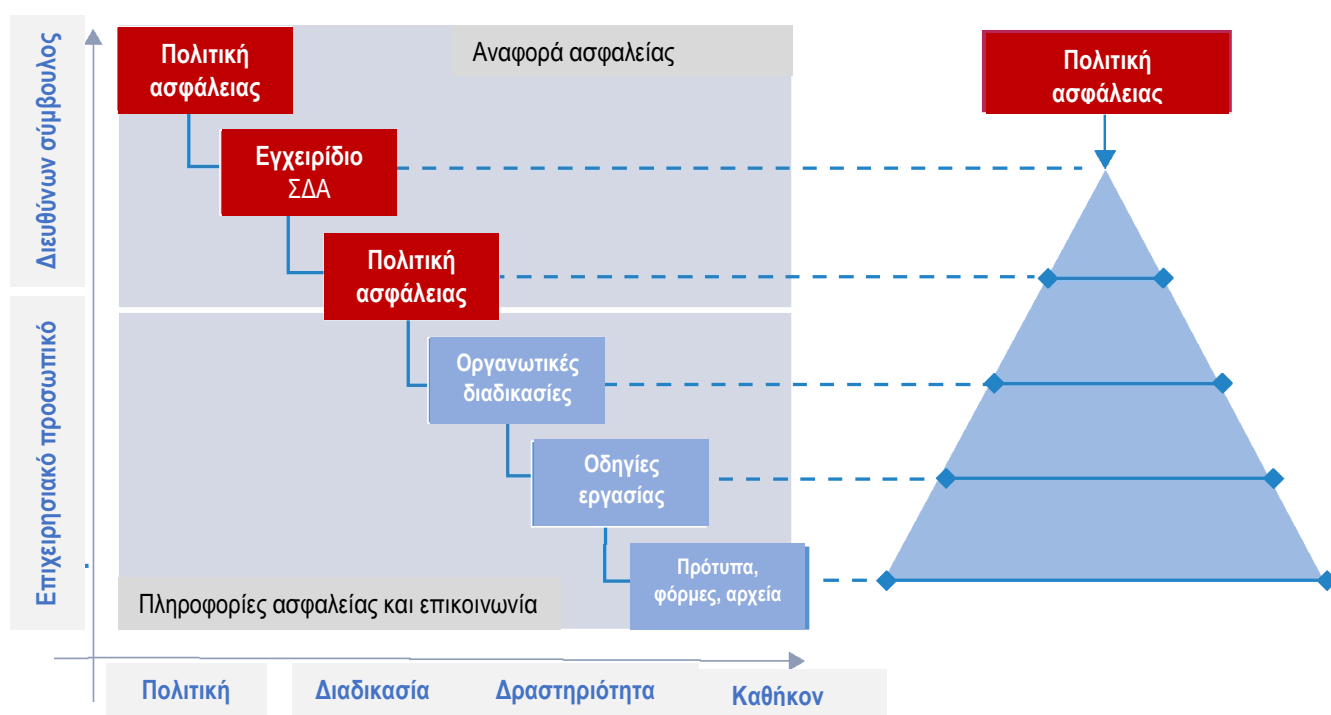 Διευθύνων σύμβουλος
Επιχειρησιακό προσωπικό
Πολιτική
ασφάλειας
Αναφορά ασφαλείας
Εγχειρίδιο
ΣΔΑ
Πολιτική
ασφάλειας
Οργανωτικές
διαδικασίες
Οδηγίες
εργασίας
Πρότυπα,
φόρμες, αρχεία
Πληροφορίες ασφαλείας και επικοινωνία
Πολιτική
ασφάλειας
Πολιτική
Διαδικασία
Δραστηριότητα
Καθήκον